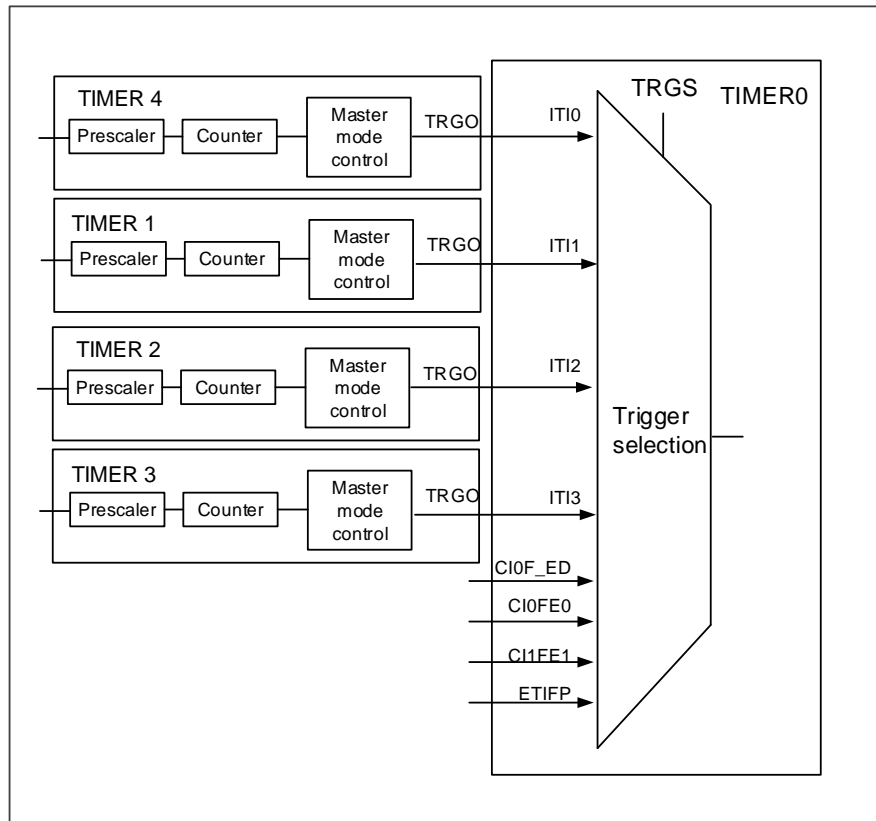 TRGS
TIMER0
TIMER 4
Prescaler
Counter
Master
mode
control
TRGO
ITI0
TIMER 1
Prescaler
Counter
Master
mode
control
TRGO
ITI1
TIMER 2
Prescaler
Counter
Master
mode
control
TRGO
ITI2
Trigger
selection
TIMER 3
Prescaler
Counter
Master
mode
control
TRGO
ITI3
CI0F_ED
CI0FE0
CI1FE1
ETIFP